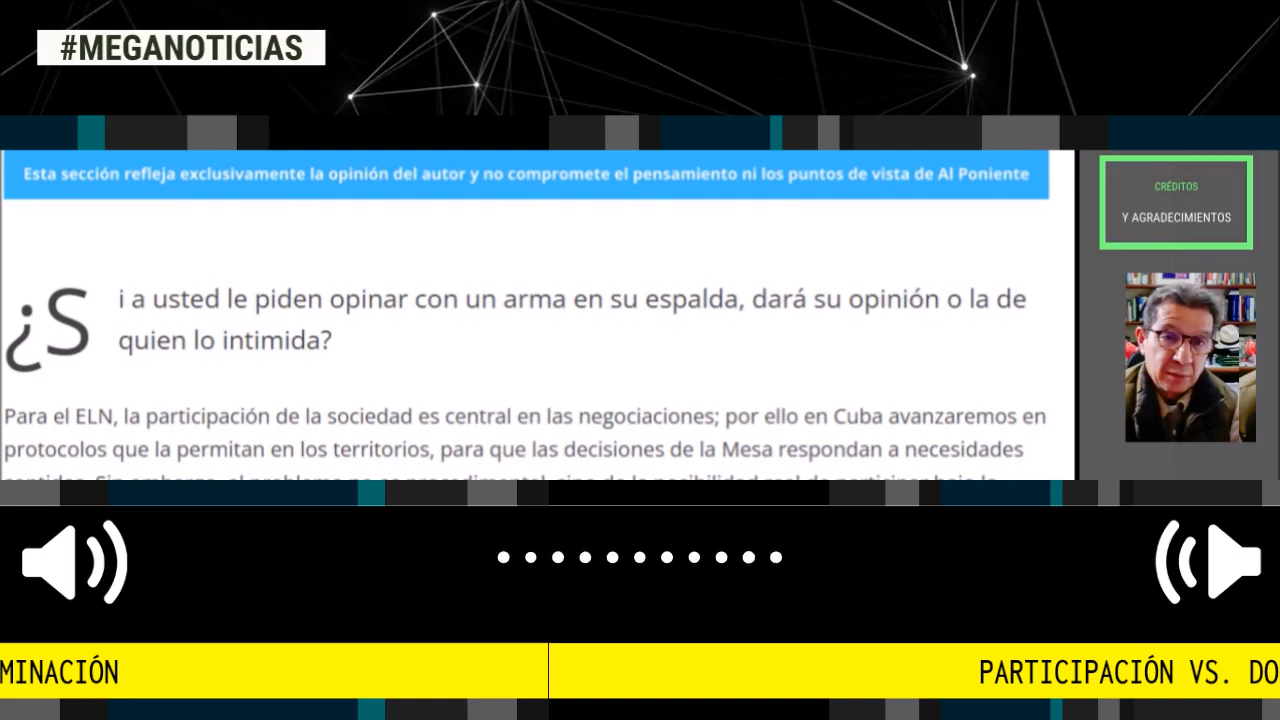 #MEGANOTICIAS
Esta sección refleja exclusivamente la opinión del autor y no compromete el pensamiento ni los puntos de vista de Al Poniente
CRÉDITOS
Y AGRADECIMIENTOS
¿Si a usted le piden opinar con un arma en su espalda, dará su opinión o la de
quien lo intimida?
Para el ELN, la participación de la sociedad es central en las negociaciones; por ello en Cuba avanzaremos en
protocolos que la permitan en los territorios, para que las decisiones de la Mesa respondan a necesidades
MINACIÓN
PARTICIPACIÓN VS. DO